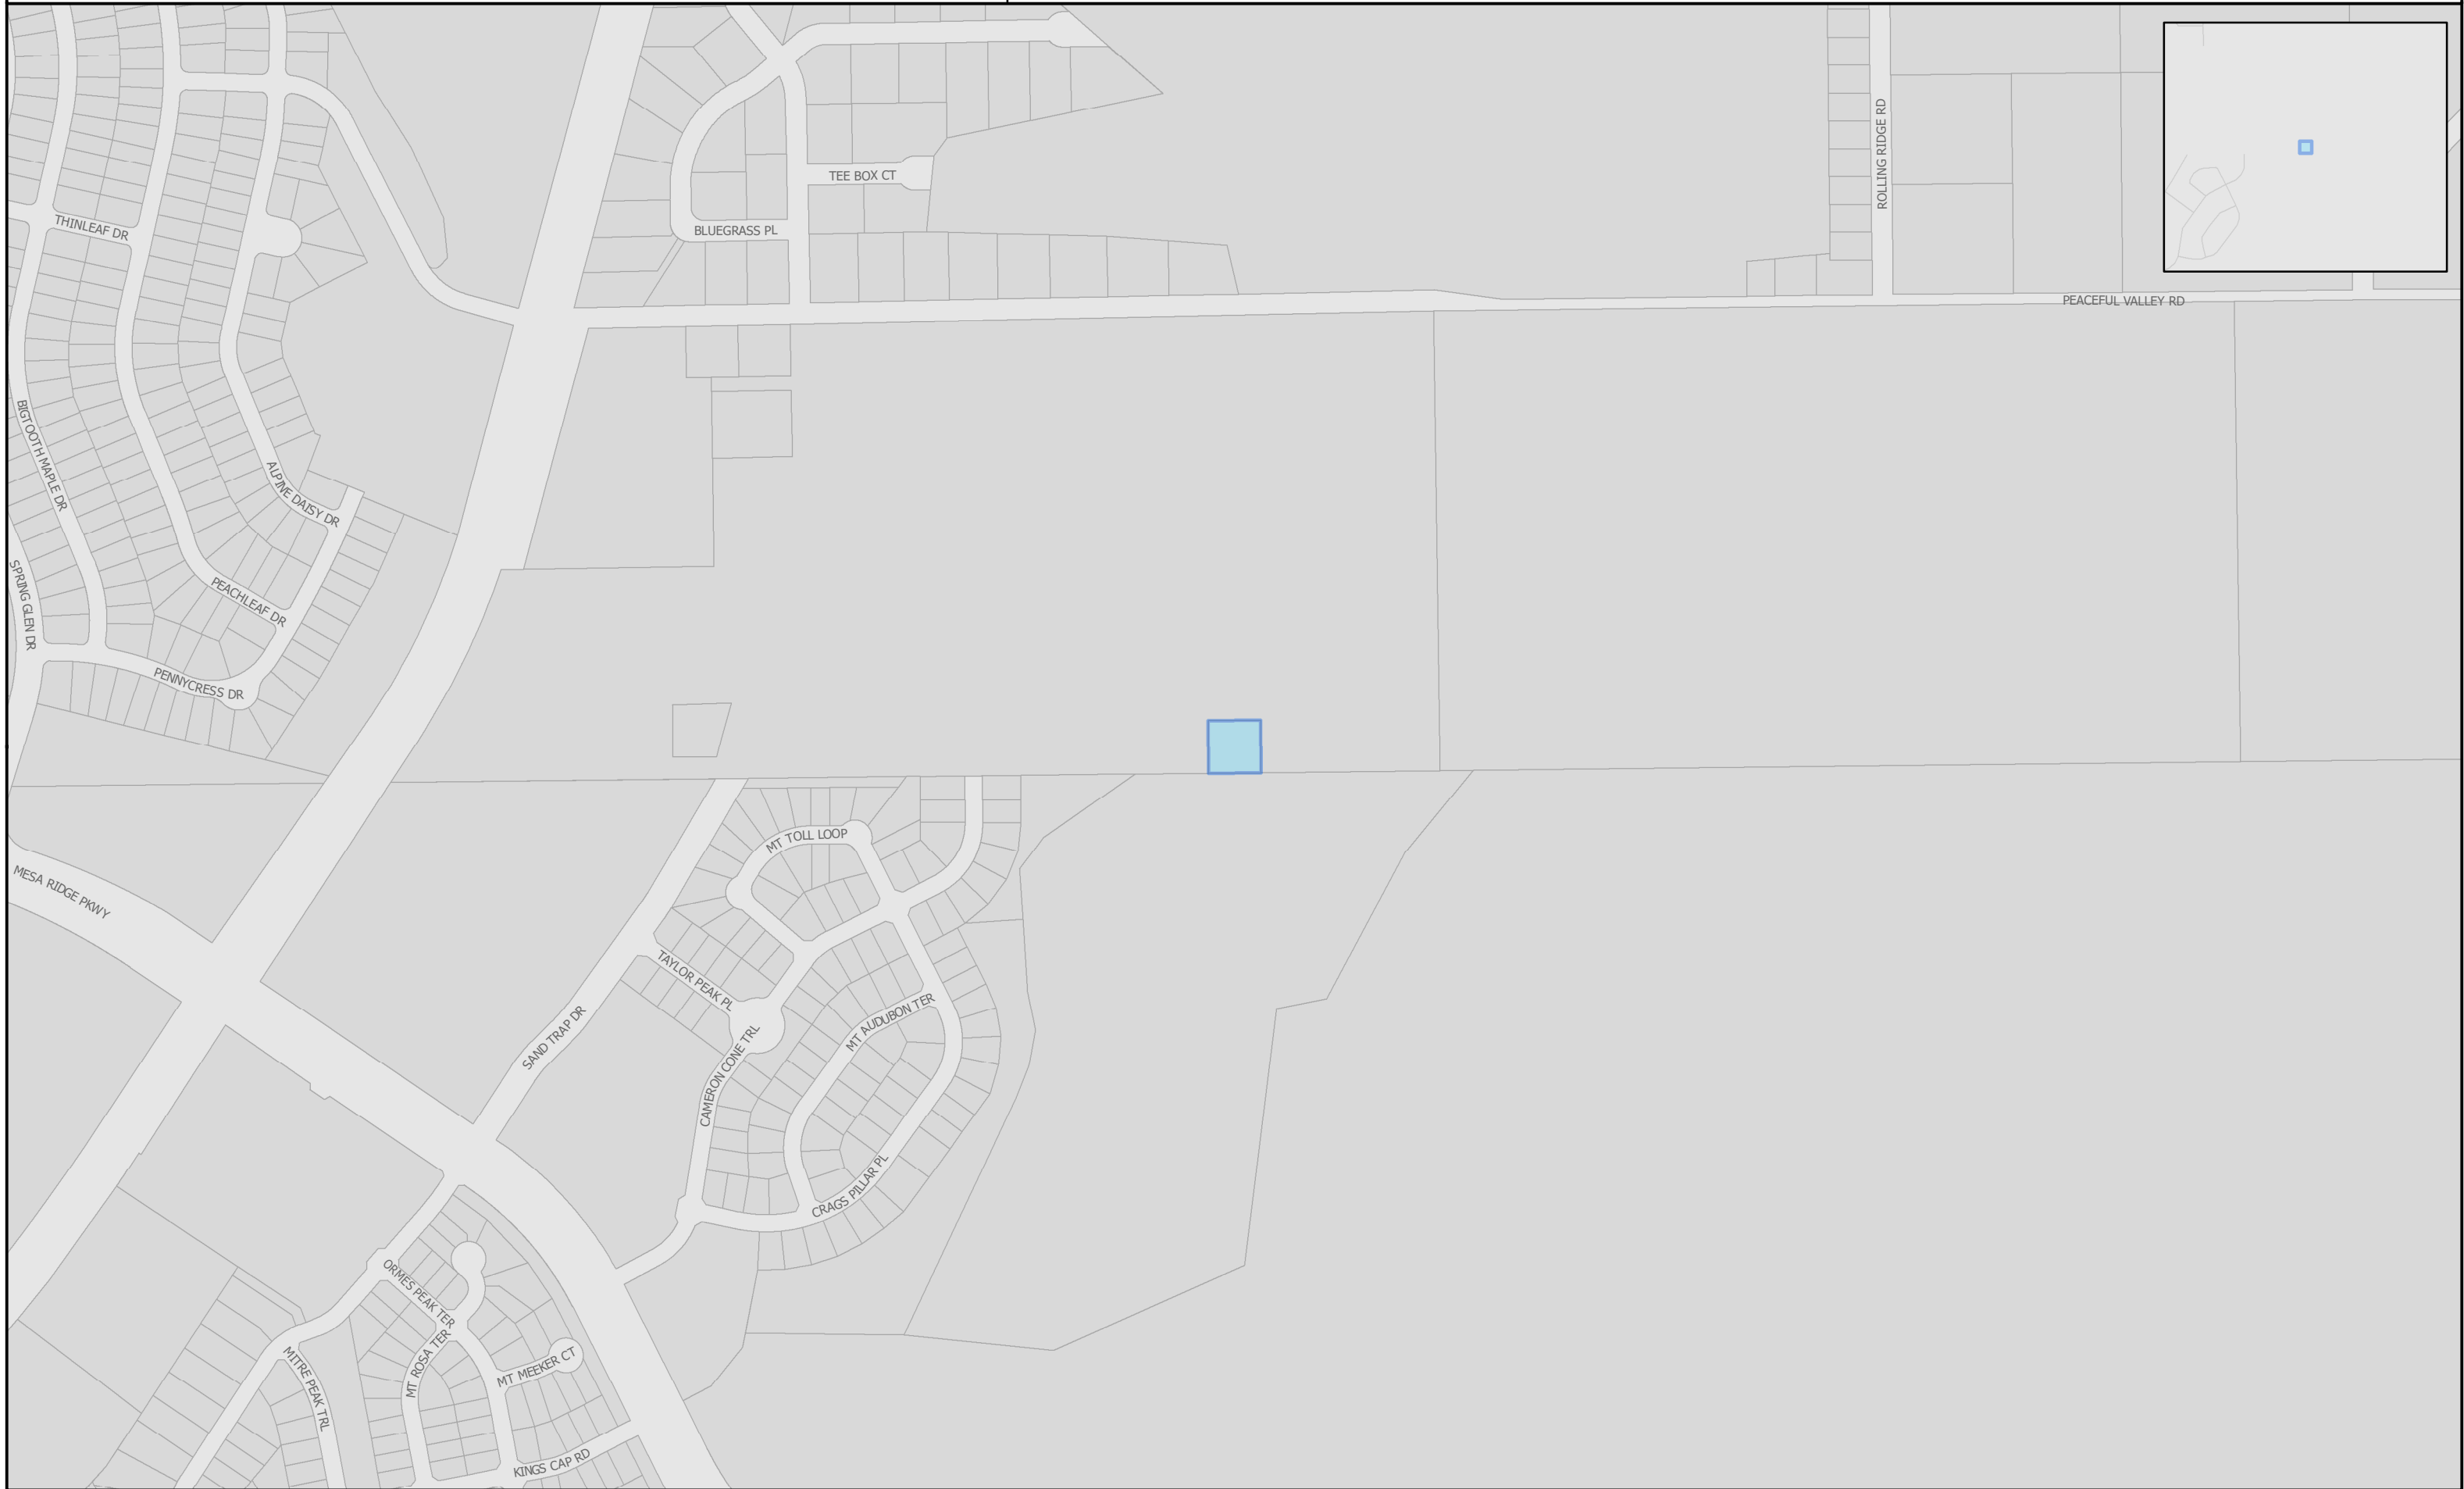 ROLLING RIDGE RD
TEE BOX CT
THINLEAF DR
BLUEGRASS PL
PEACEFUL VALLEY RD
BIGTOOTH MAPLE DR
ALPINE DAISY DR
SPRING GLEN DR
PEACHLEAF DR
PENNYCRESS DR
MT TOLL LOOP
MESA RIDGE PKWY
TAYLOR PEAK PL
MT AUDUBON TER
SAND TRAP DR
CAMERON CONE TRL
CRAGS PILLAR PL
ORMES PEAK TER
MT ROSA TER
MT MEEKER CT
MITRE PEAK TRL
KINGS CAP RD